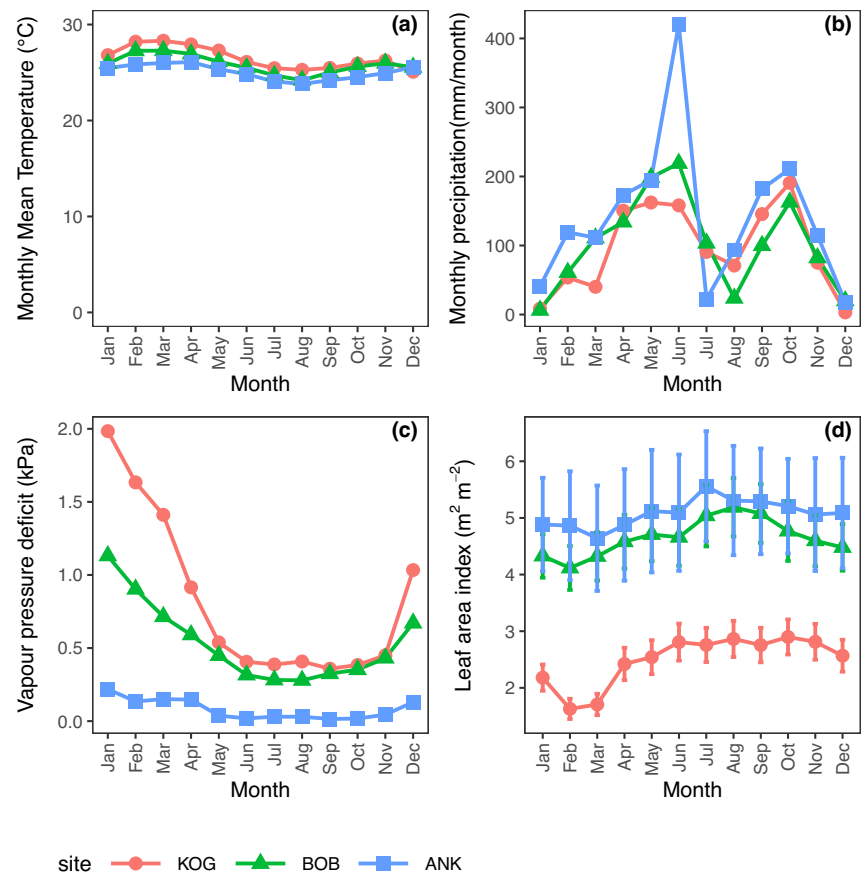 (a)
Monthly Mean Temperature (°C)
30
20
10
0
Jan Feb Mar Apr May Jun Jul Aug Sep Oct Nov Dec
Month
(b)
Monthly precipitation(mm/month)
400
300
200
100
0
Jan Feb Mar Apr May Jun Jul Aug Sep Oct Nov Dec
Month
(c)
Vapour pressure deficit (kPa)
2.0
1.5
1.0
0.5
0.0
Jan Feb Mar Apr May Jun Jul Aug Sep Oct Nov Dec
Month
(d)
Leaf area index (m² m⁻²)
6
5
4
3
2
Jan Feb Mar Apr May Jun Jul Aug Sep Oct Nov Dec
Month
site KOG BOB ANK